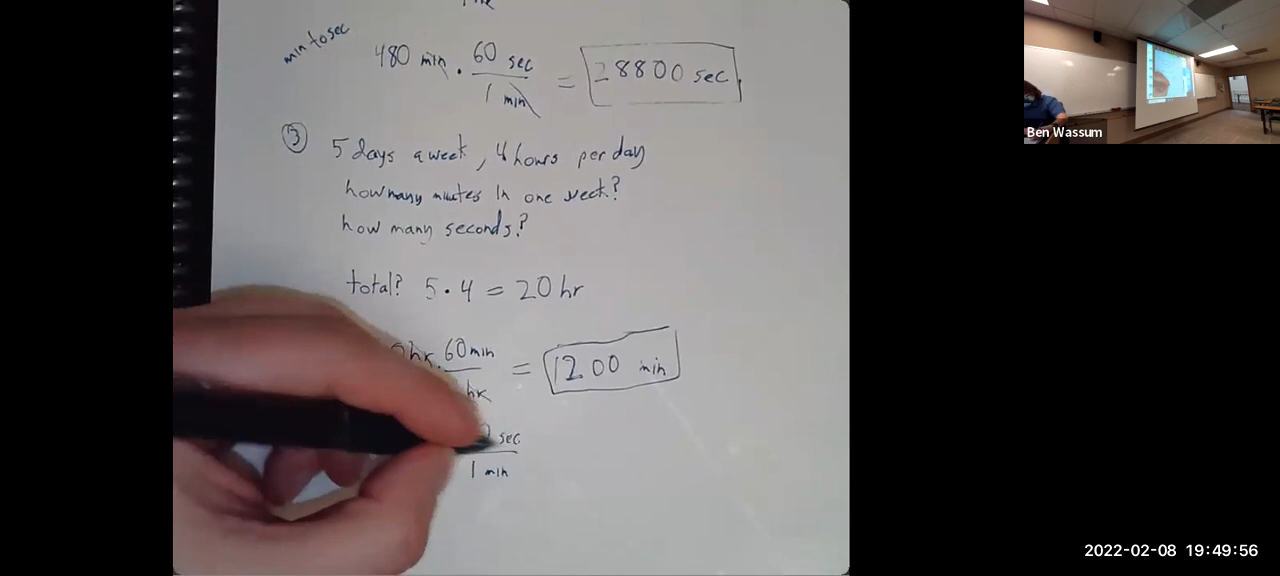 min to sec
480 min · 60 sec / 1 min = 28800 sec
③ 5 days a week, 4 hours per day
how many minutes in one week?
how many seconds?
total? 5 · 4 = 20 hr
hr · 60 min / hr = 1200 min
sec / 1 min
Ben Wassum
2022-02-08 19:49:56